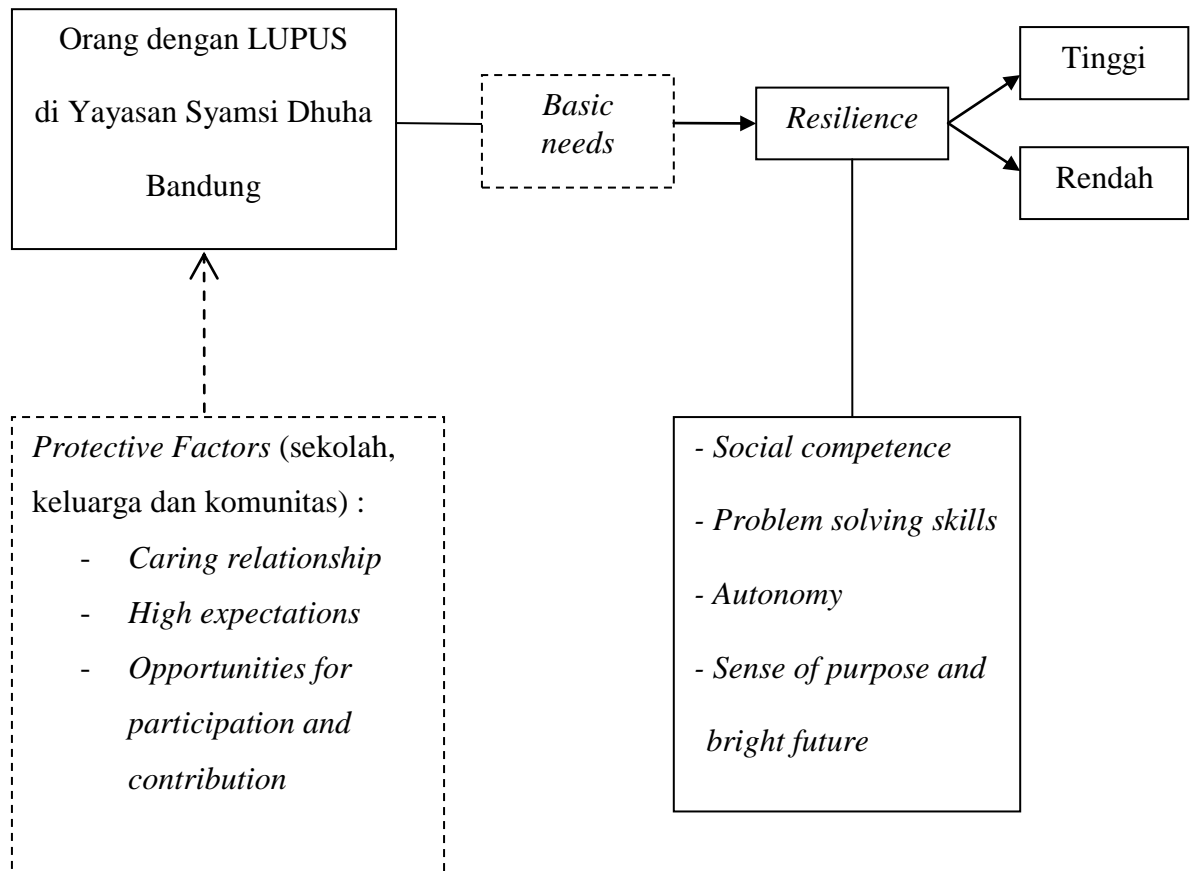 Orang dengan LUPUS
di Yayasan Syamsi Dhuha
Bandung
Basic
needs
Resilience
Tinggi
Rendah
Protective Factors (sekolah,
keluarga dan komunitas) :
- Caring relationship
- High expectations
- Opportunities for
participation and
contribution
- Social competence
- Problem solving skills
- Autonomy
- Sense of purpose and
bright future